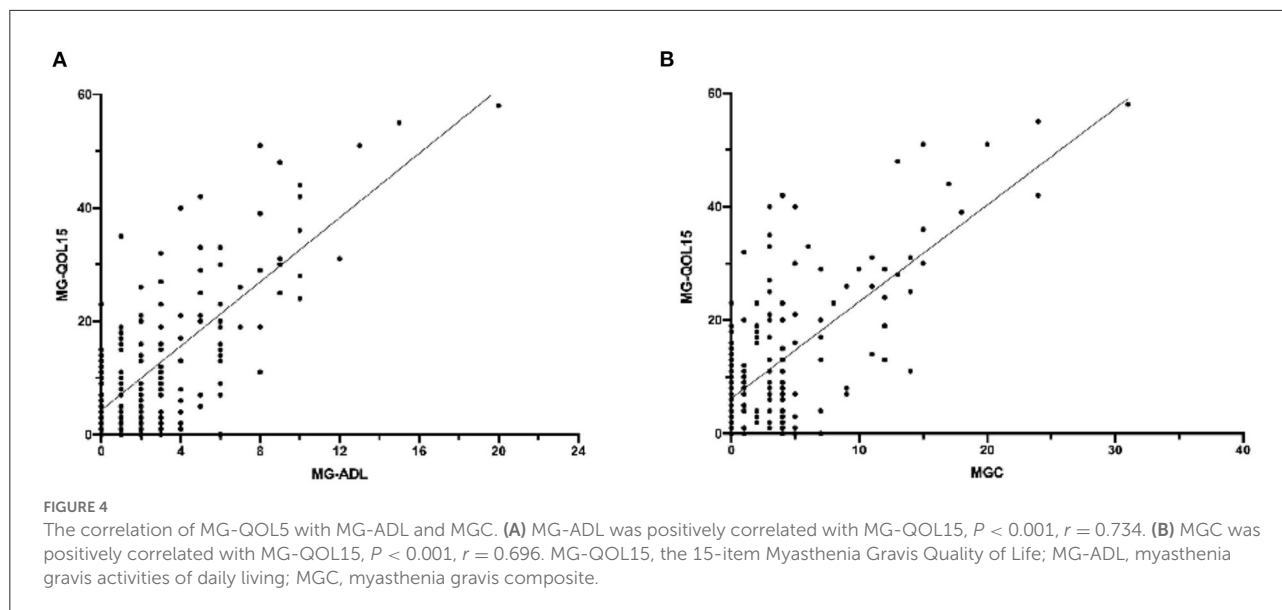 A
B
MG-QOL15
60
40
20
0
0 4 8 12 16 20 24
MG-ADL
MG-QOL15
60
40
20
0
0 10 20 30 40
MGC
FIGURE 4
The correlation of MG-QOL5 with MG-ADL and MGC. (A) MG-ADL was positively correlated with MG-QOL15, P < 0.001, r = 0.734. (B) MGC was
positively correlated with MG-QOL15, P < 0.001, r = 0.696. MG-QOL15, the 15-item Myasthenia Gravis Quality of Life; MG-ADL, myasthenia
gravis activities of daily living; MGC, myasthenia gravis composite.